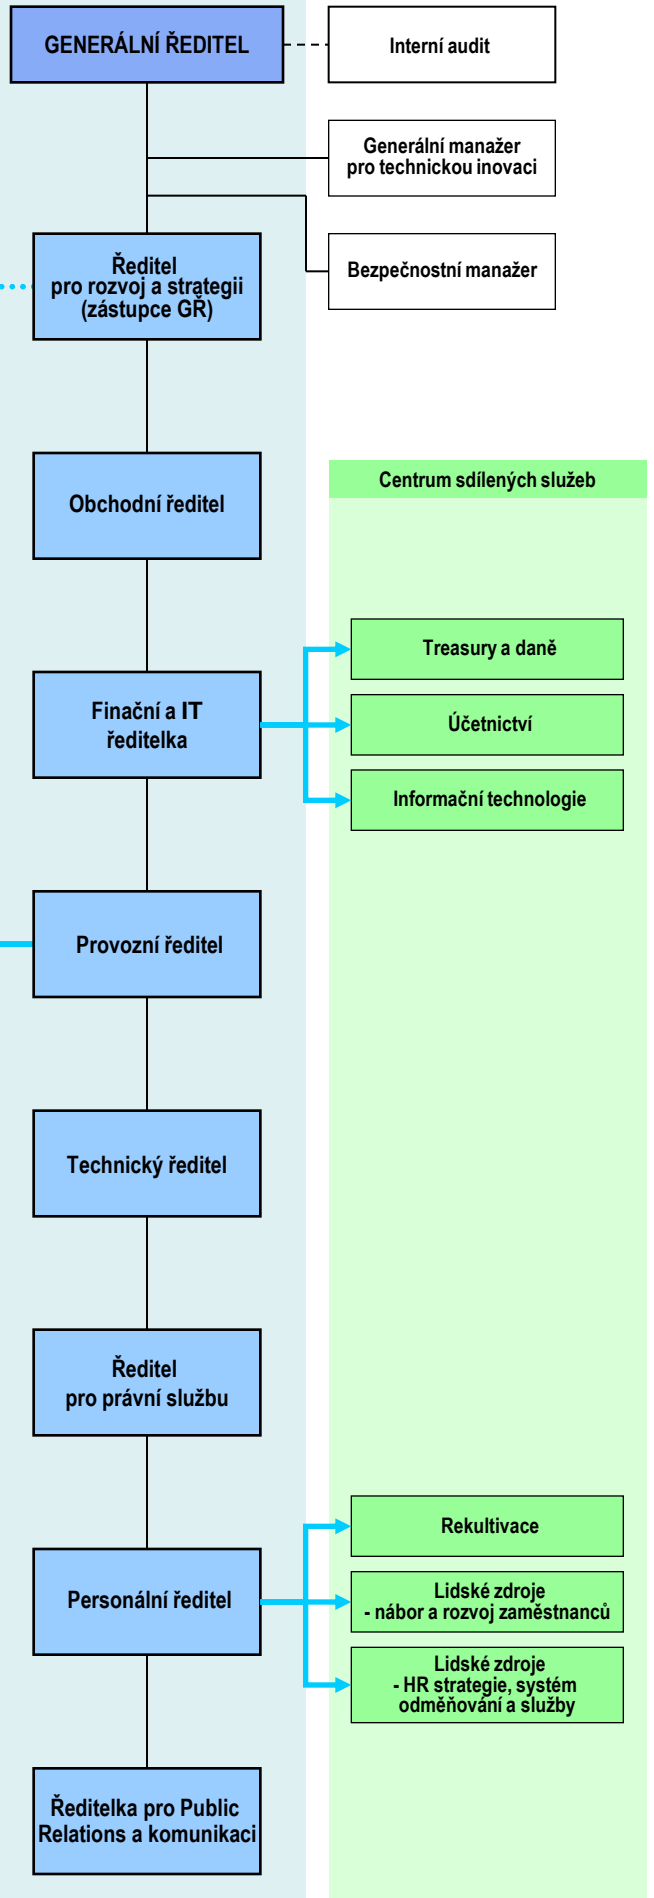 GENERÁLNÍ ŘEDITEL
Interní audit
Generální manažer
pro technickou inovaci
Bezpečnostní manažer
Ředitel
pro rozvoj a strategii
(zástupce GŘ)
Obchodní ředitel
Centrum sdílených služeb
Treasury a daně
Finační a IT
ředitelka
Účetnictví
Informační technologie
Provozní ředitel
Technický ředitel
Ředitel
pro právní službu
Rekultivace
Personální ředitel
Lidské zdroje
- nábor a rozvoj zaměstnanců
Lidské zdroje
- HR strategie, systém
odměňování a služby
Ředitelka pro Public
Relations a komunikaci